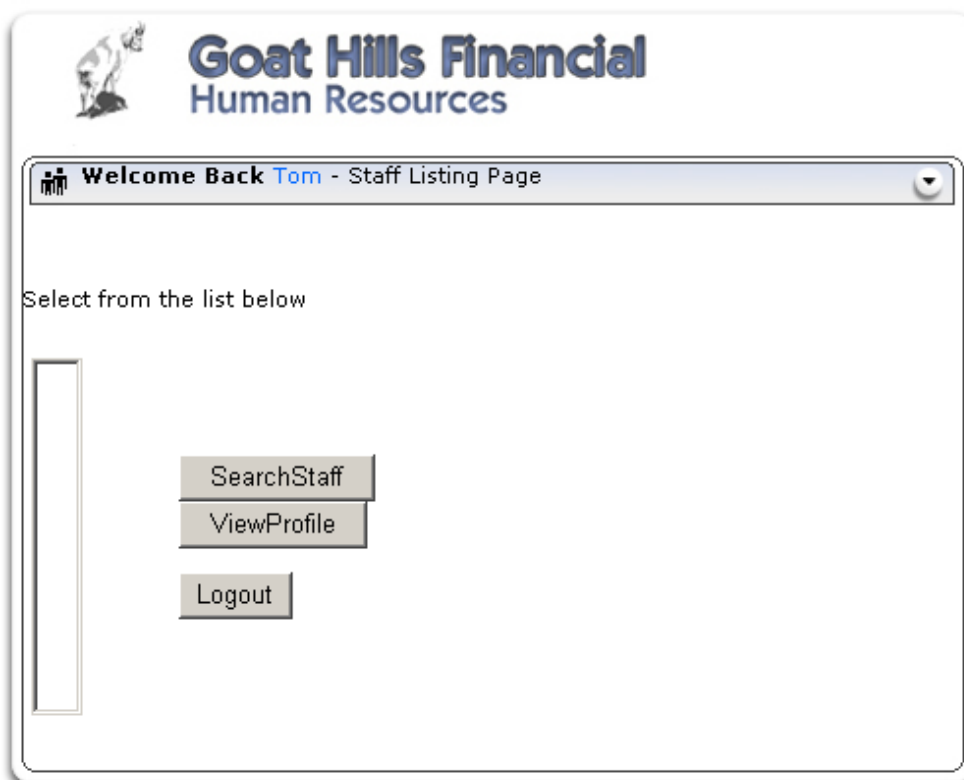 Goat Hills Financial
Human Resources
Welcome Back Tom - Staff Listing Page
Select from the list below
SearchStaff
ViewProfile
Logout